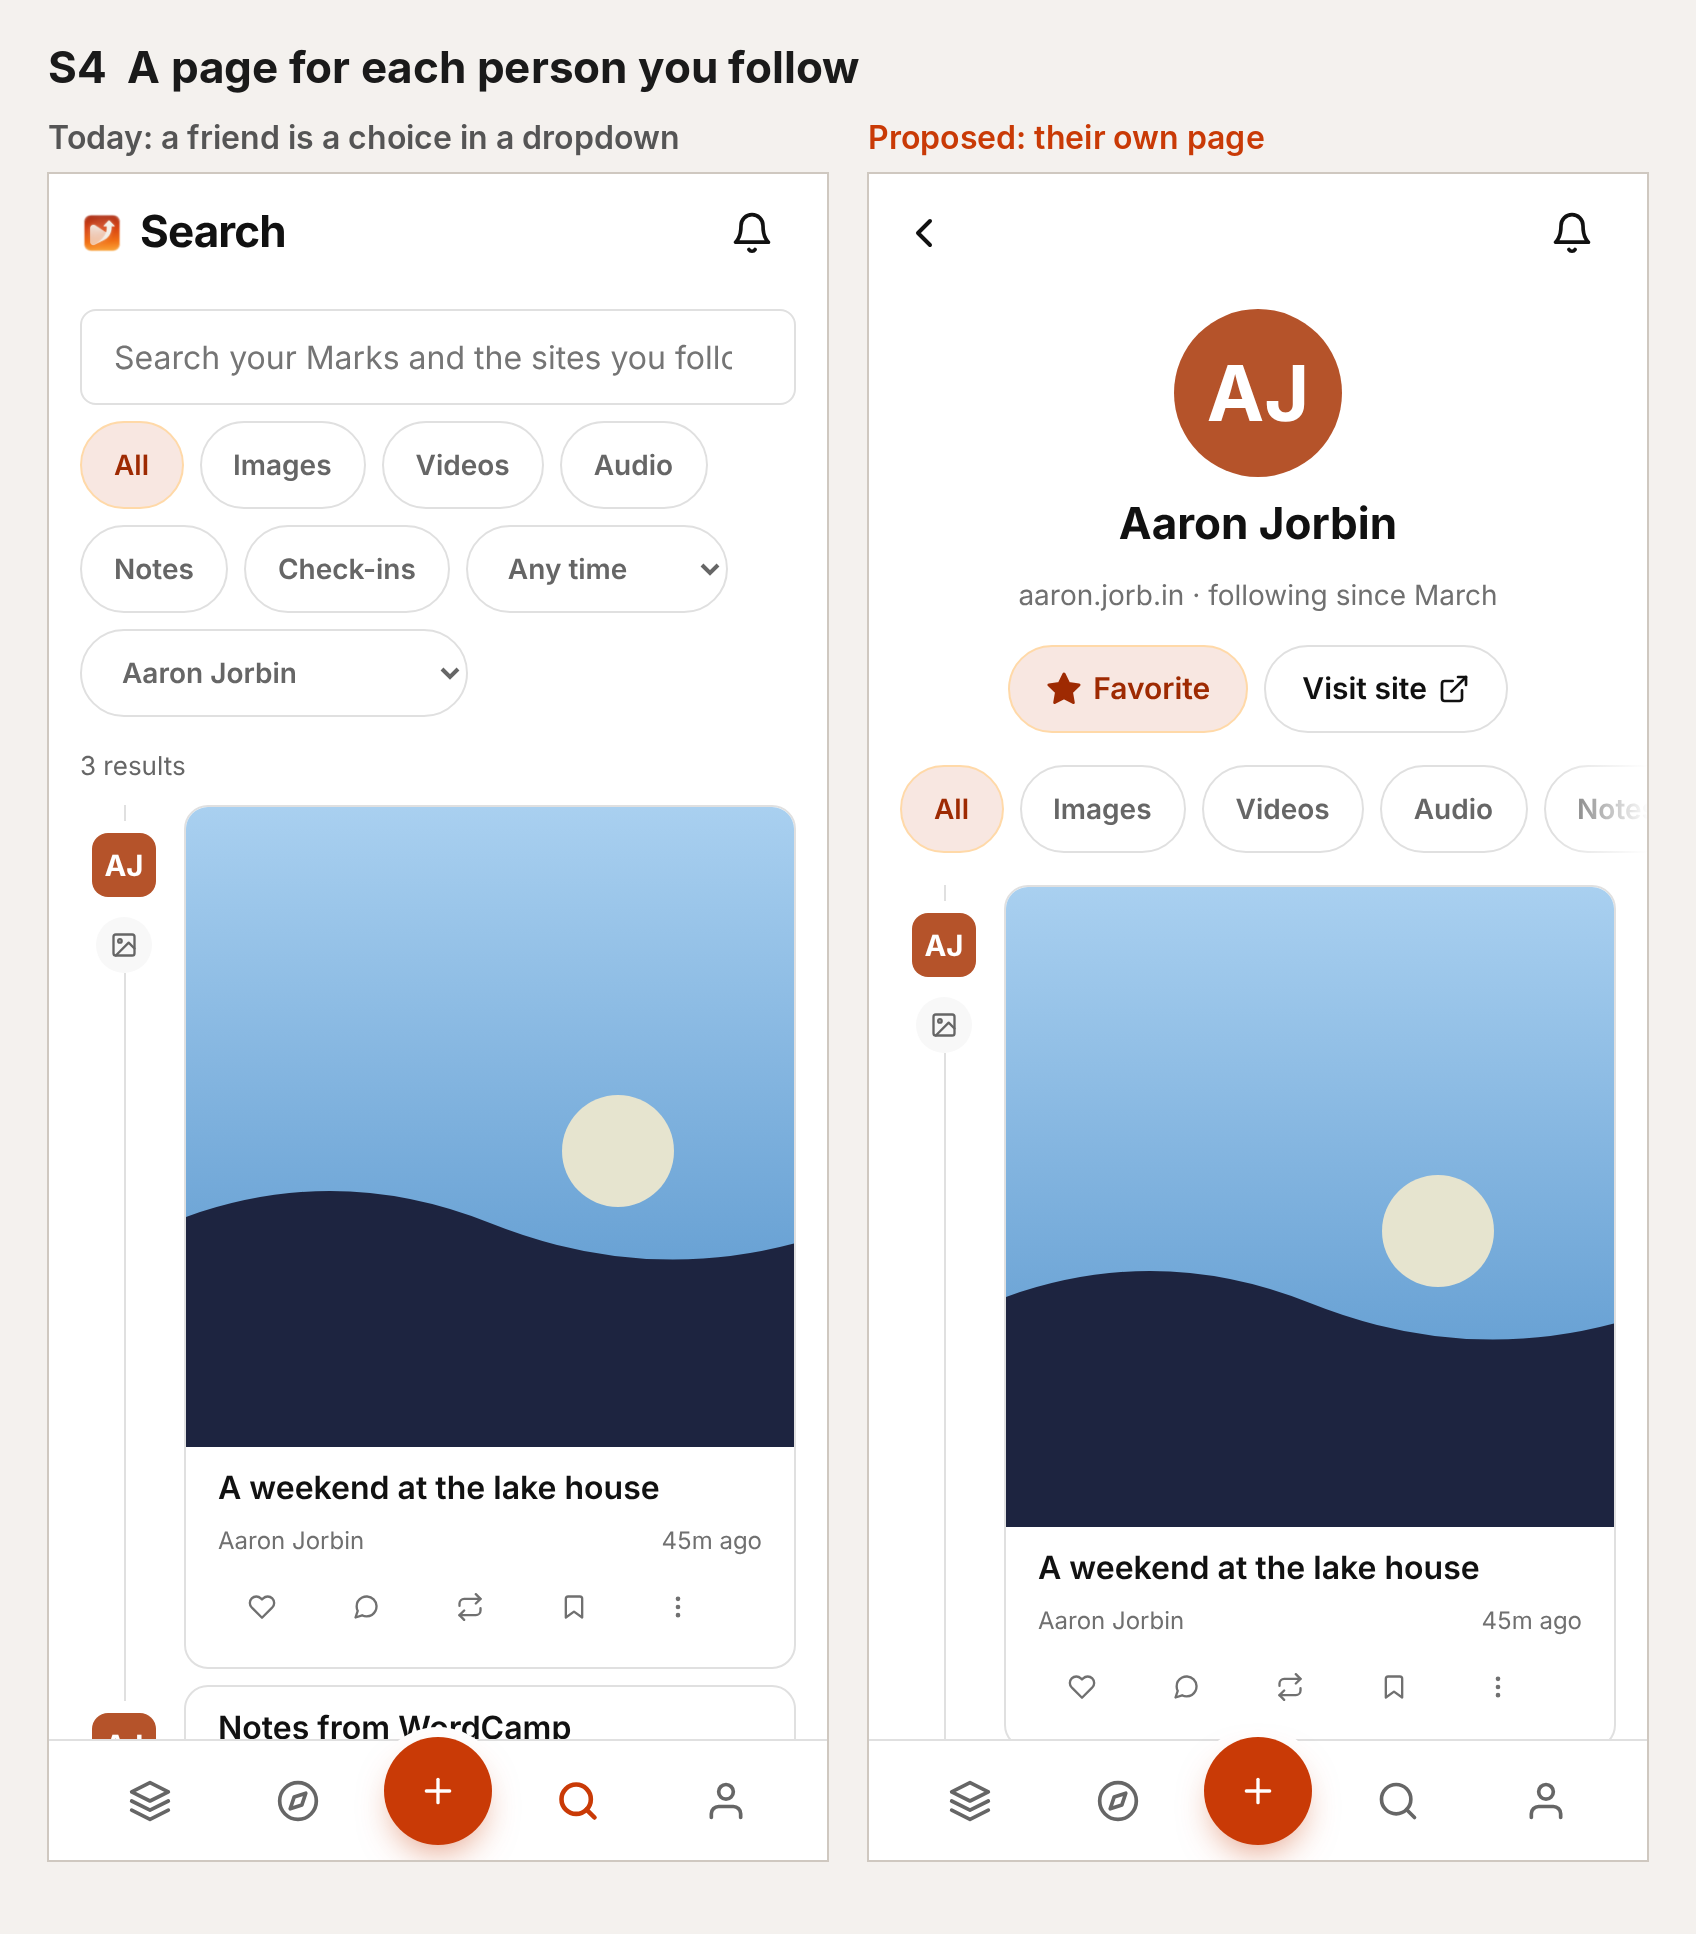 S4 A page for each person you follow
Today: a friend is a choice in a dropdown
Search
Search your Marks and the sites you
All
Images
Videos
Audio
Notes
Check-ins
Any time
Aaron Jorbin
3 results
AJ
A weekend at the lake house
Aaron Jorbin
45m ago
Notes from WordCamp
Proposed: their own page
AJ
Aaron Jorbin
aaron.jorb.in · following since March
Favorite
Visit site
All
Images
Videos
Audio
AJ
A weekend at the lake house
Aaron Jorbin
45m ago